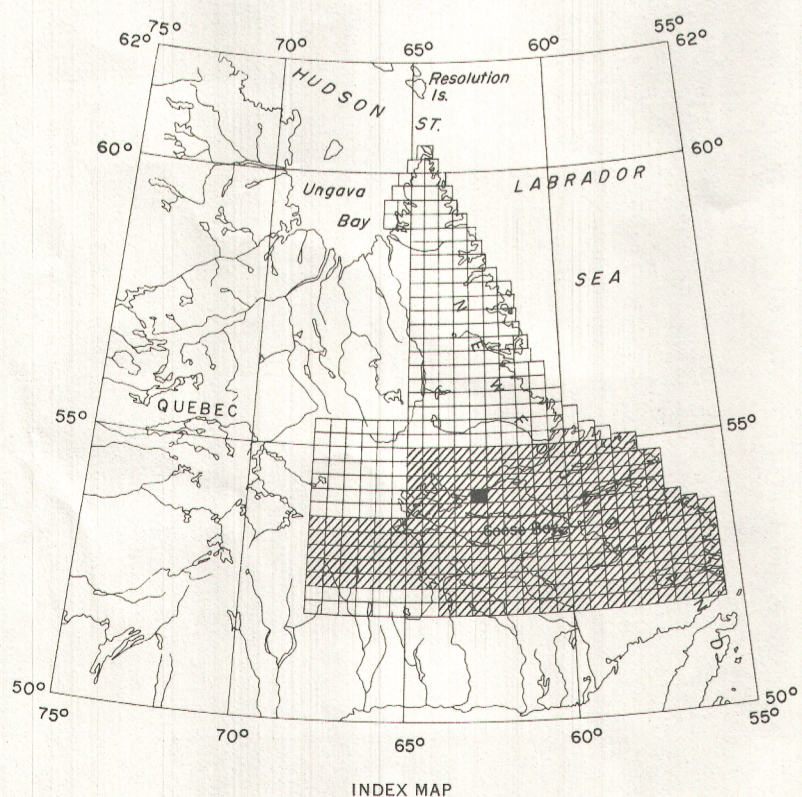 75° 70° 65° 60° 55°
62° 62°
HUDSON
Resolution
Is.
ST.
60° 60°
Ungava
Bay
LABRADOR
SEA
QUEBEC
55° 55°
Goose Bay
50° 50°
75° 70° 65° 60° 55°
INDEX MAP